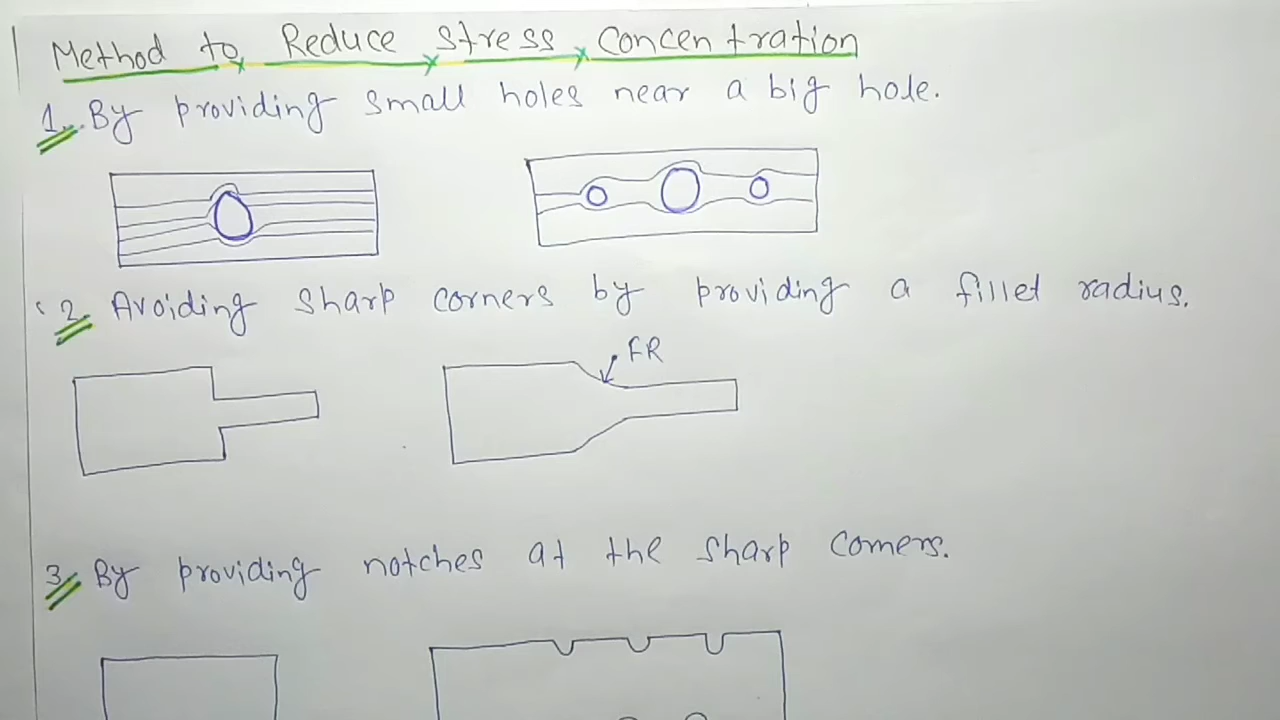 Method to Reduce Stress Concentration
1. By providing small holes near a big hole.
2. Avoiding sharp corners by providing a fillet radius.
FR
3. By providing notches at the sharp corners.